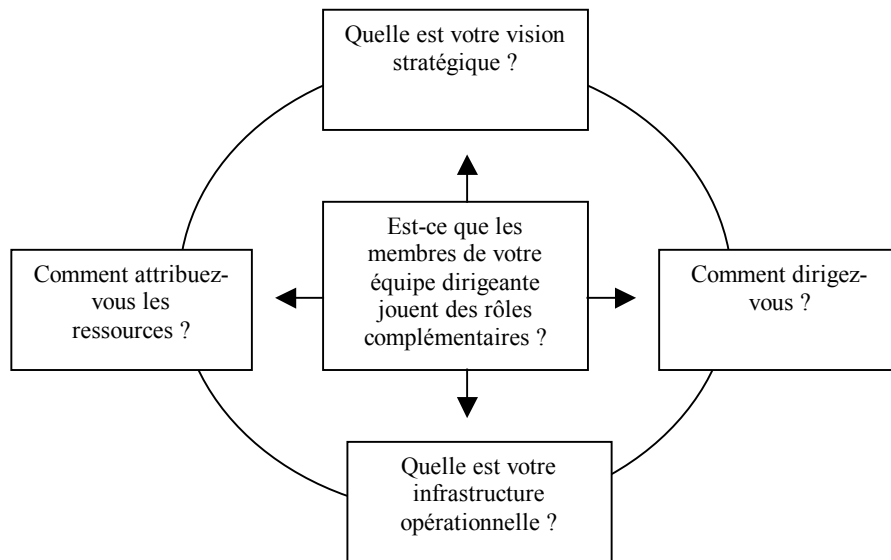 Quelle est votre vision
stratégique ?
Est-ce que les
membres de votre
équipe dirigeante
jouent des rôles
complémentaires ?
Comment attribuez-
vous les
ressources ?
Comment dirigez-
vous ?
Quelle est votre
infrastructure
opérationnelle ?